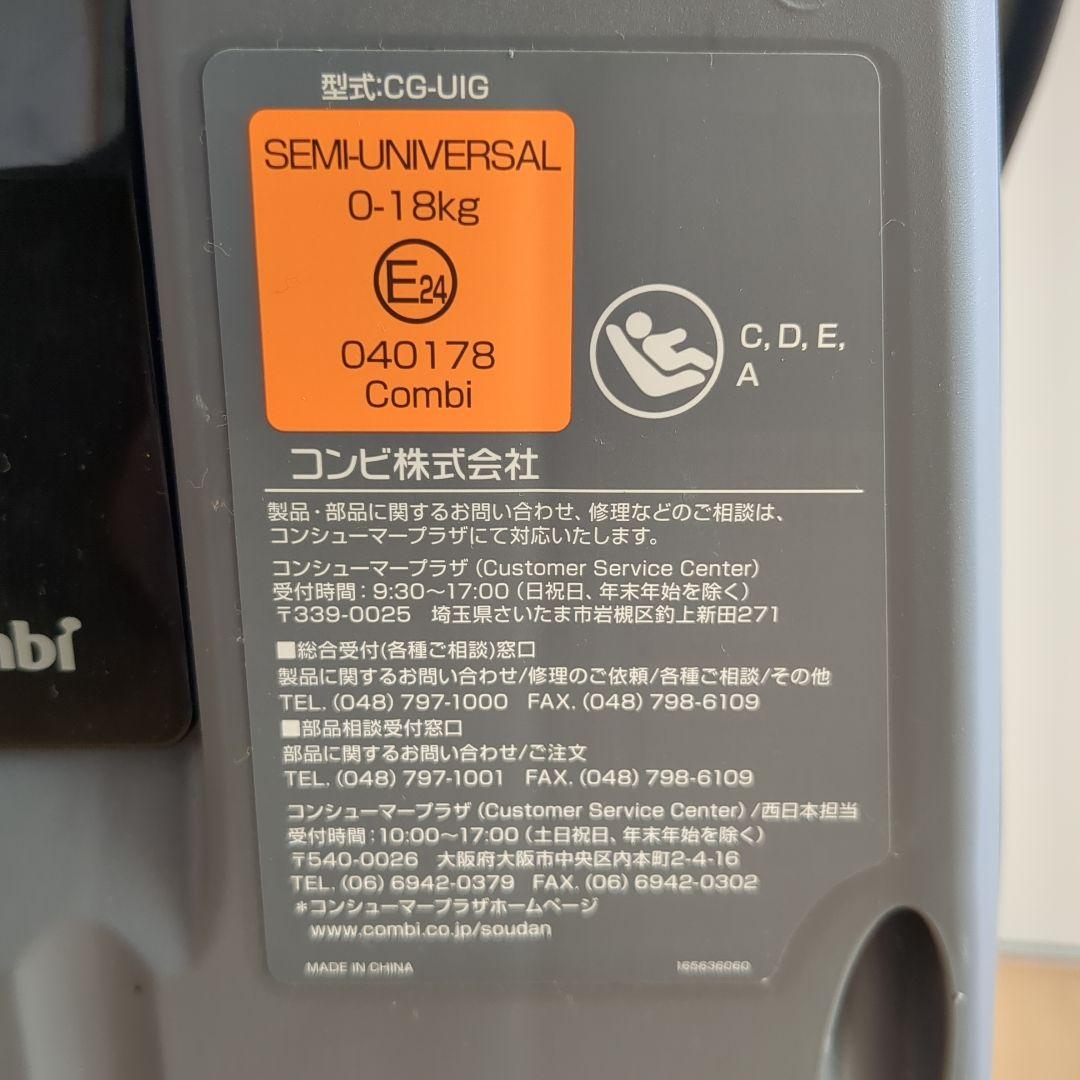 型式:CG-UIG
SEMI-UNIVERSAL
0-18kg
E24
040178
Combi
C, D, E,
A
コンビ株式会社
製品・部品に関するお問い合わせ、修理などのご相談は、
コンシューマープラザにて対応いたします。
コンシューマープラザ (Customer Service Center)
受付時間：9:30～17:00（日祝日、年末年始を除く）
〒339-0025 埼玉県さいたま市岩槻区釣上新田271
■総合受付(各種ご相談)窓口
製品に関するお問い合わせ/修理のご依頼/各種ご相談/その他
TEL. (048) 797-1000 FAX. (048) 798-6109
■部品相談受付窓口
部品に関するお問い合わせ/ご注文
TEL. (048) 797-1001 FAX. (048) 798-6109
コンシューマープラザ (Customer Service Center) /西日本担当
受付時間：10:00～17:00（土日祝日、年末年始を除く）
〒540-0026 大阪府大阪市中央区内本町2-4-16
TEL. (06) 6942-0379 FAX. (06) 6942-0302
＊コンシューマープラザホームページ
www.combi.co.jp/soudan
MADE IN CHINA 165636060
mbi